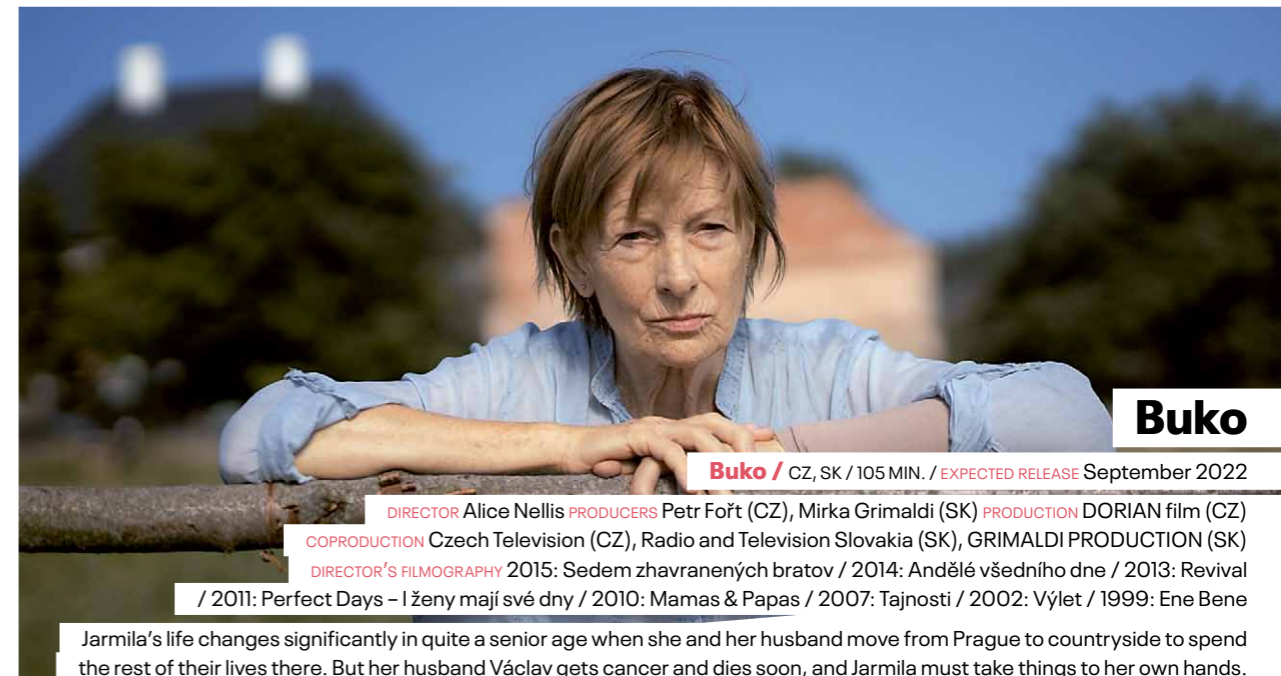 Buko
Buko / CZ, SK / 105 MIN. / EXPECTED RELEASE September 2022
DIRECTOR Alice Nellis PRODUCERS Petr Fořt (CZ), Mirka Grimaldi (SK) PRODUCTION DORIAN film (CZ)
COPRODUCTION Czech Television (CZ), Radio and Television Slovakia (SK), GRIMALDI PRODUCTION (SK)
DIRECTOR'S FILMOGRAPHY 2015: Sedem zhavranených bratov / 2014: Andělé všedního dne / 2013: Revival
/ 2011: Perfect Days – I ženy mají své dny / 2010: Mamas & Papas / 2007: Tajnosti / 2002: Výlet / 1999: Ene Bene
Jarmila's life changes significantly in quite a senior age when she and her husband move from Prague to countryside to spend
the rest of their lives there. But her husband Václav gets cancer and dies soon, and Jarmila must take things to her own hands.